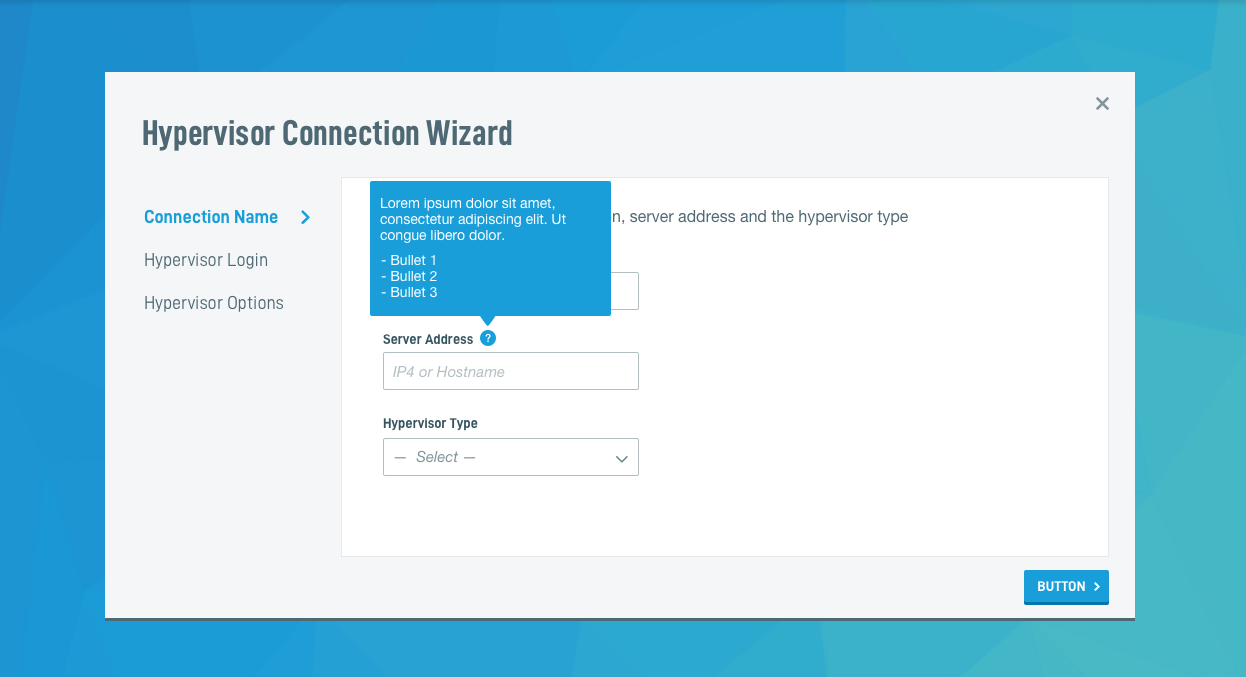 Hypervisor Connection Wizard
Connection Name
Hypervisor Login
Hypervisor Options
Lorem ipsum dolor sit amet,
consectetur adipiscing elit. Ut
congue libero dolor.
- Bullet 1
- Bullet 2
- Bullet 3
, server address and the hypervisor type
Server Address ?
IP4 or Hostname
Hypervisor Type
— Select —
BUTTON